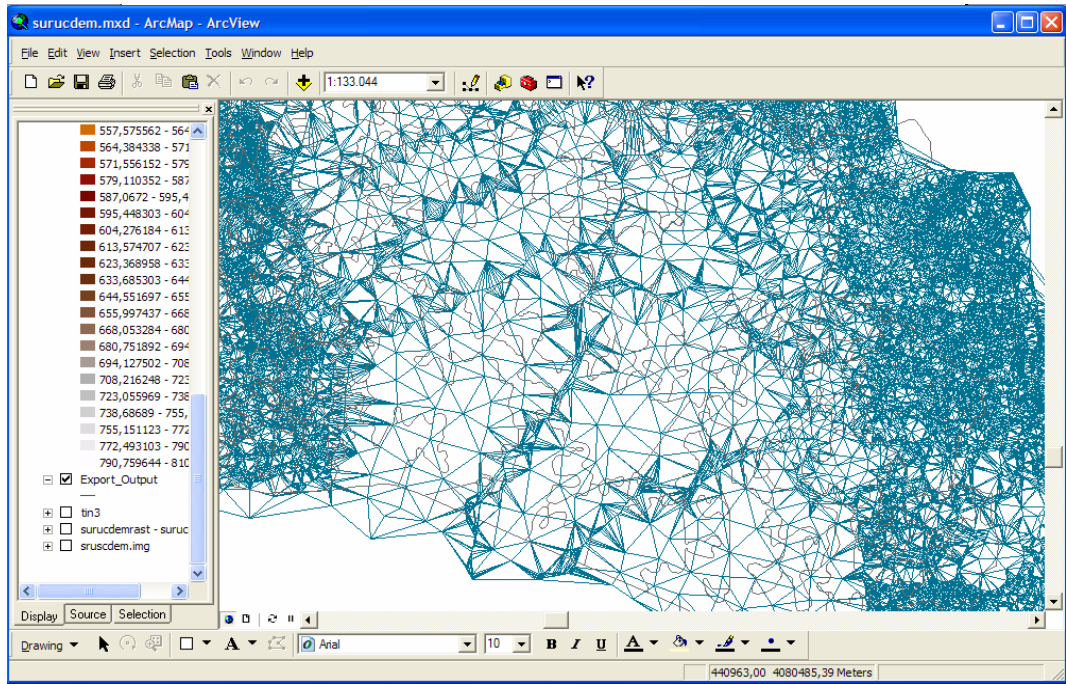 surucdem.mxd - ArcMap - ArcView
File Edit View Insert Selection Tools Window Help
1:133.044
557,575562 - 564
564,384338 - 571
571,556152 - 579
579,110352 - 587
587,0672 - 595,4
595,448303 - 604
604,276184 - 613
613,574707 - 623
623,368958 - 633
633,685303 - 644
644,551697 - 655
655,997437 - 668
668,053284 - 680
680,751892 - 694
694,127502 - 708
708,216248 - 723
723,055969 - 738
738,68689 - 755,
755,151123 - 772
772,493103 - 790
790,759644 - 810
Export_Output
tin3
surucdemrast - suruc
sruscdem.img
Display Source Selection
Drawing A Arial 10 B I U A
440963,00 4080485,39 Meters